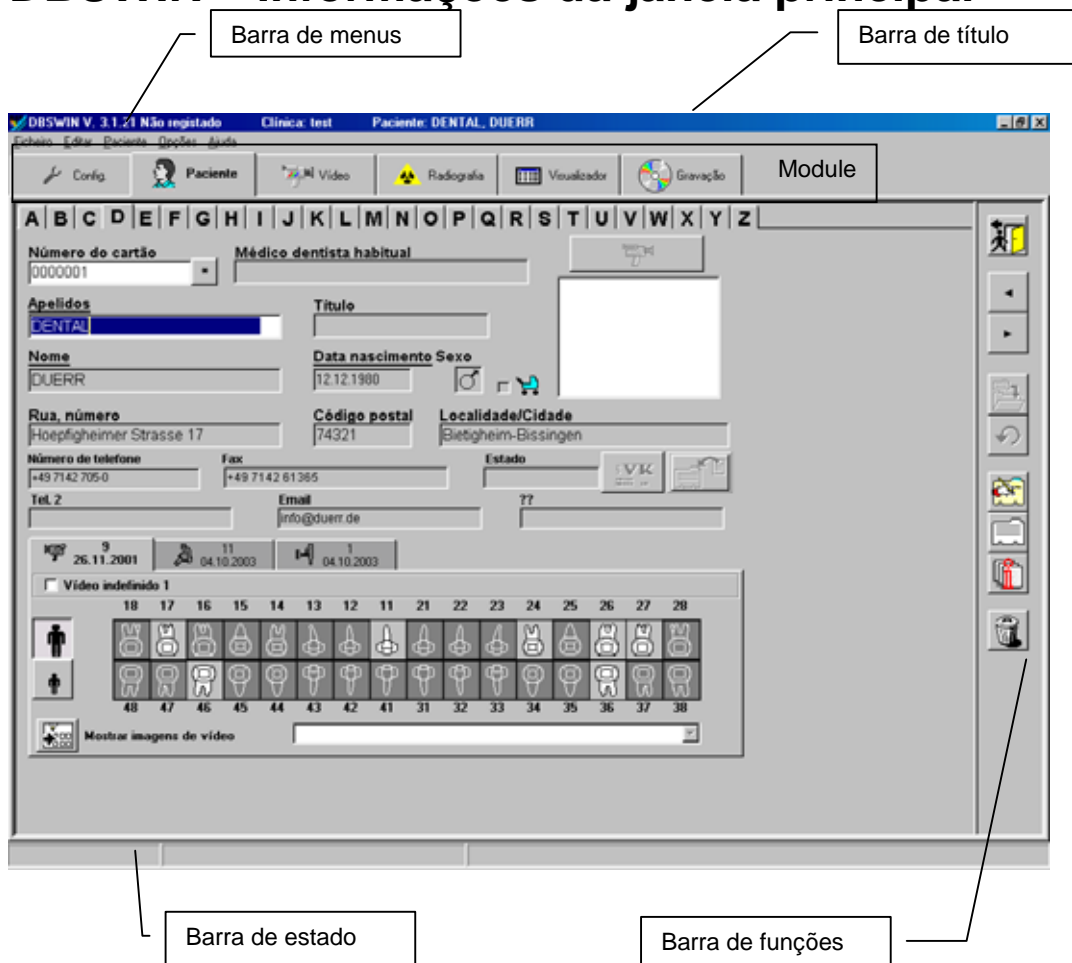 DBSWIN - Informações da janela principal
Barra de menus
Barra de título
DBSWIN V. 3.1.21 Não registado Clínica: test Paciente: DENTAL, DUERR
Ficheiro Editar Paciente Opções Ajuda
Config. Paciente Vídeo Radiografia Visualizador Gravação Module
A B C D E F G H I J K L M N O P Q R S T U V W X Y Z
Número do cartão Médico dentista habitual
0000001
Apelidos Título
DENTAL
Nome Data nascimento Sexo
DUERR 12.12.1980
Rua, número Código postal Localidade/Cidade
Hoepfigheimer Strasse 17 74321 Bietigheim-Bissingen
Número de telefone Fax Estado
+49 7142 705-0 +49 7142 61365 VK
Tel. 2 Email ??
info@duerr.de
9 11 1
26.11.2001 04.10.2003 04.10.2003
Vídeo indefinido 1
18 17 16 15 14 13 12 11 21 22 23 24 25 26 27 28
48 47 46 45 44 43 42 41 31 32 33 34 35 36 37 38
Mostrar imagens de vídeo
Barra de estado
Barra de funções